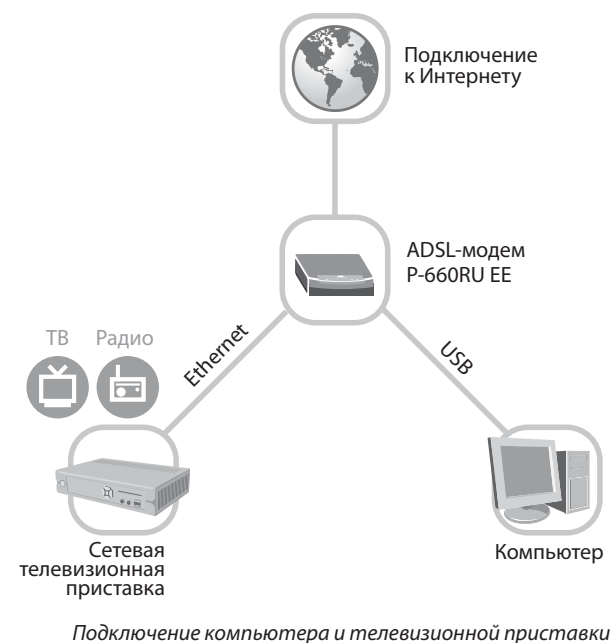 Подключение
к Интернету
ADSL-модем
P-660RU EE
ТВ Радио
Ethernet
USB
Сетевая
телевизионная
приставка
Компьютер
Подключение компьютера и телевизионной приставки